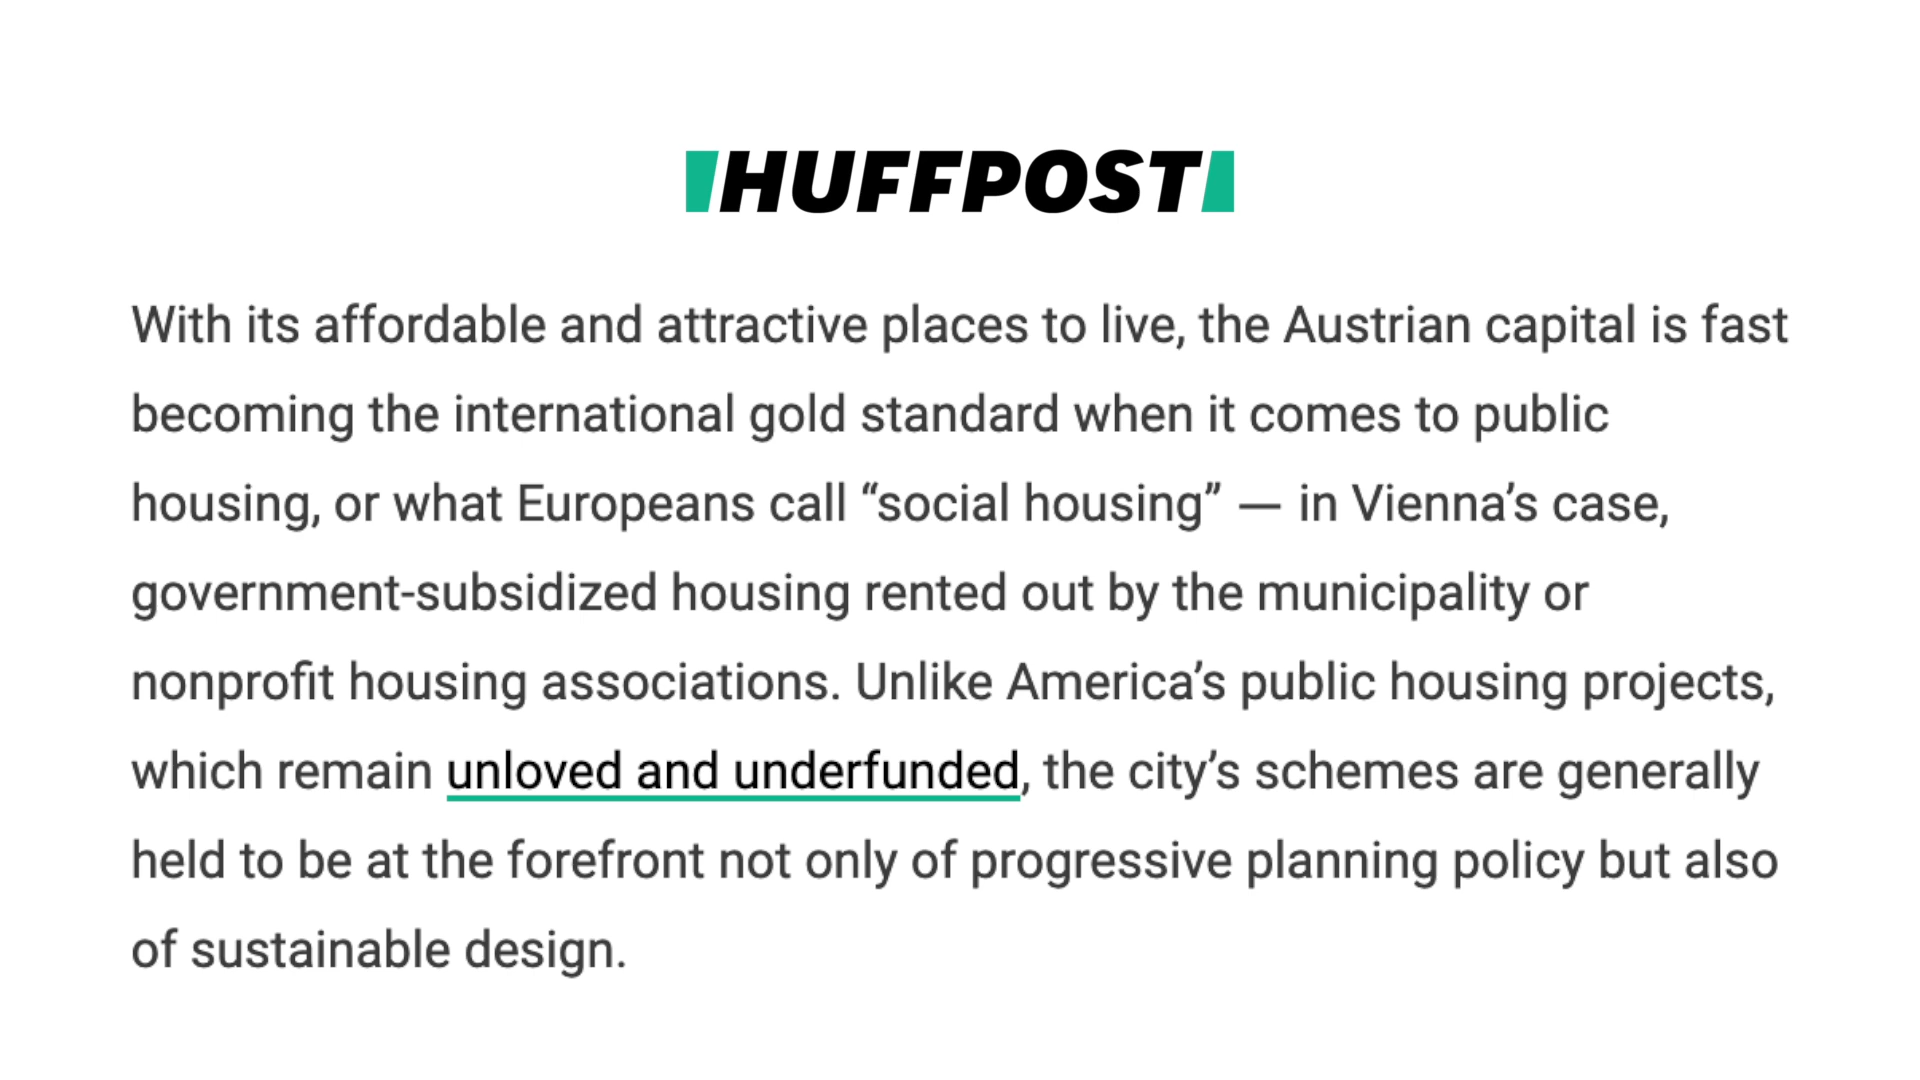 HUFFPOST
With its affordable and attractive places to live, the Austrian capital is fast
becoming the international gold standard when it comes to public
housing, or what Europeans call “social housing” — in Vienna’s case,
government-subsidized housing rented out by the municipality or
nonprofit housing associations. Unlike America’s public housing projects,
which remain unloved and underfunded, the city’s schemes are generally
held to be at the forefront not only of progressive planning policy but also
of sustainable design.